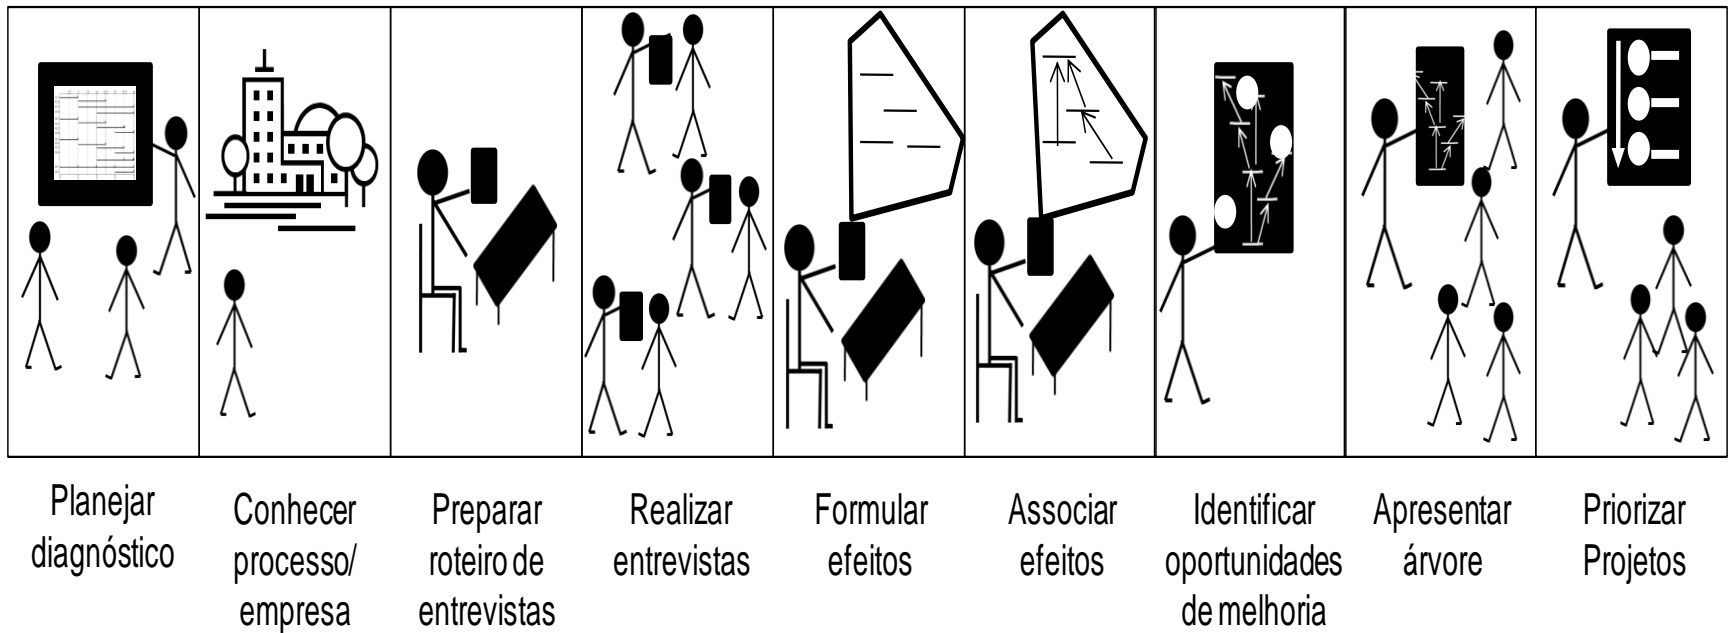 Planejar
diagnóstico
Conhecer
processo/
empresa
Preparar
roteiro de
entrevistas
Realizar
entrevistas
Formular
efeitos
Associar
efeitos
Identificar
oportunidades
de melhoria
Apresentar
árvore
Priorizar
Projetos